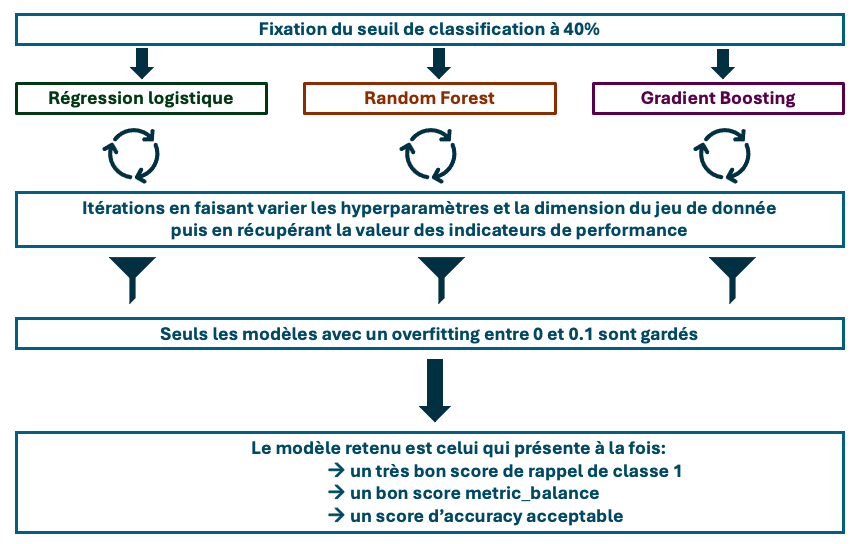 Fixation du seuil de classification à 40%
Régression logistique
Random Forest
Gradient Boosting
Itérations en faisant varier les hyperparamètres et la dimension du jeu de donnée
puis en récupérant la valeur des indicateurs de performance
Seuls les modèles avec un overfitting entre 0 et 0.1 sont gardés
Le modèle retenu est celui qui présente à la fois:
→ un très bon score de rappel de classe 1
→ un bon score metric_balance
→ un score d’accuracy acceptable